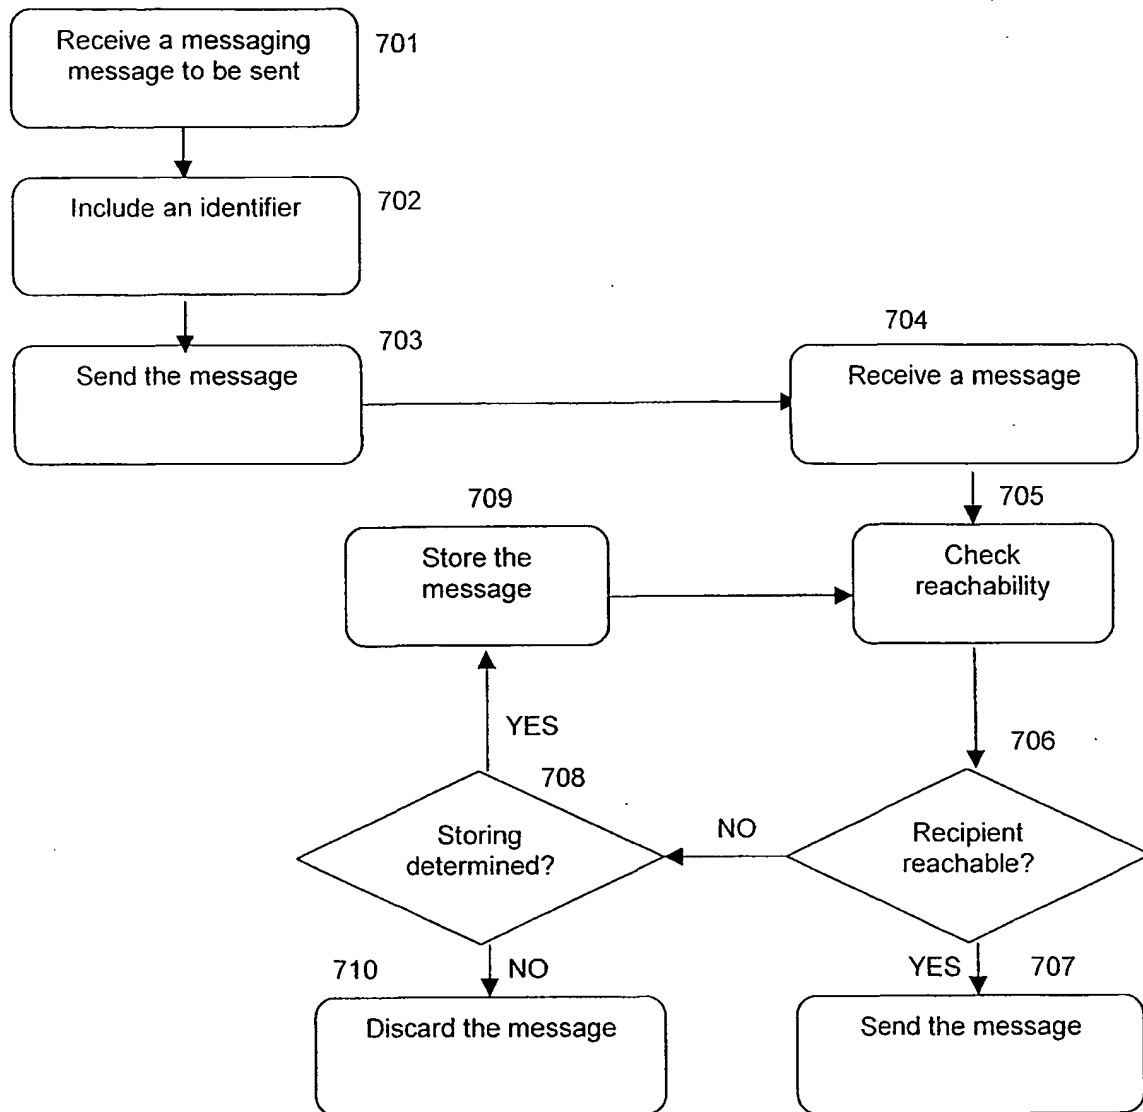 Receive a messaging
message to be sent
701
Include an identifier
702
Send the message
703
704
Receive a message
705
Check
reachability
709
Store the
message
706
Recipient
reachable?
NO
YES
708
Storing
determined?
YES
707
Send the message
NO
710
Discard the message